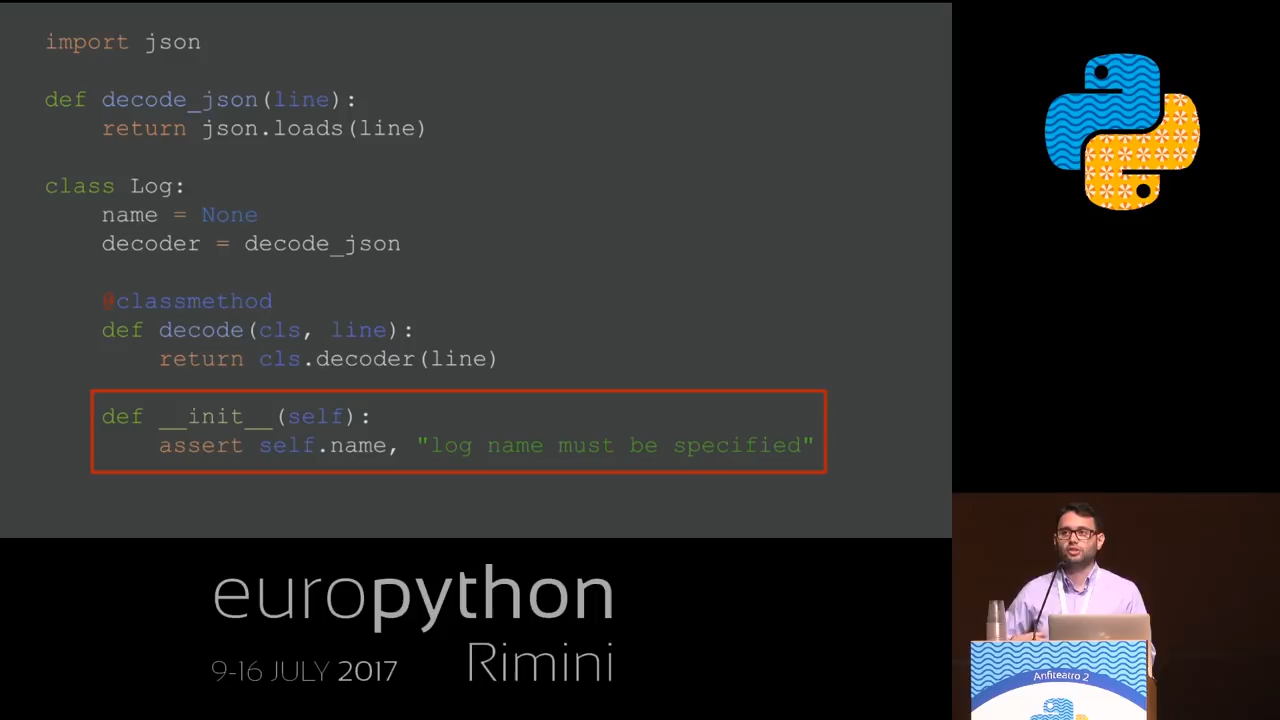 import json
def decode_json(line):
    return json.loads(line)
class Log:
    name = None
    decoder = decode_json
    @classmethod
    def decode(cls, line):
        return cls.decoder(line)
    def __init__(self):
        assert self.name, "log name must be specified"
europython
Rimini
9-16 JULY 2017
Anfiteatro 2